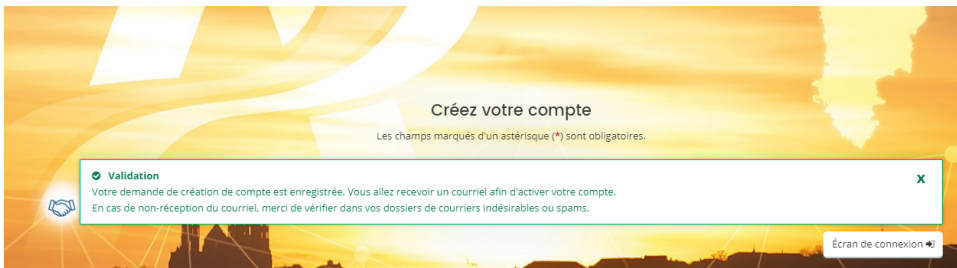 Créez votre compte
Les champs marqués d'un astérisque (*) sont obligatoires.
Validation
X
Votre demande de création de compte est enregistrée. Vous allez recevoir un courriel afin d'activer votre compte.
En cas de non-réception du courriel, merci de vérifier dans vos dossiers de courriers indésirables ou spams.
Écran de connexion